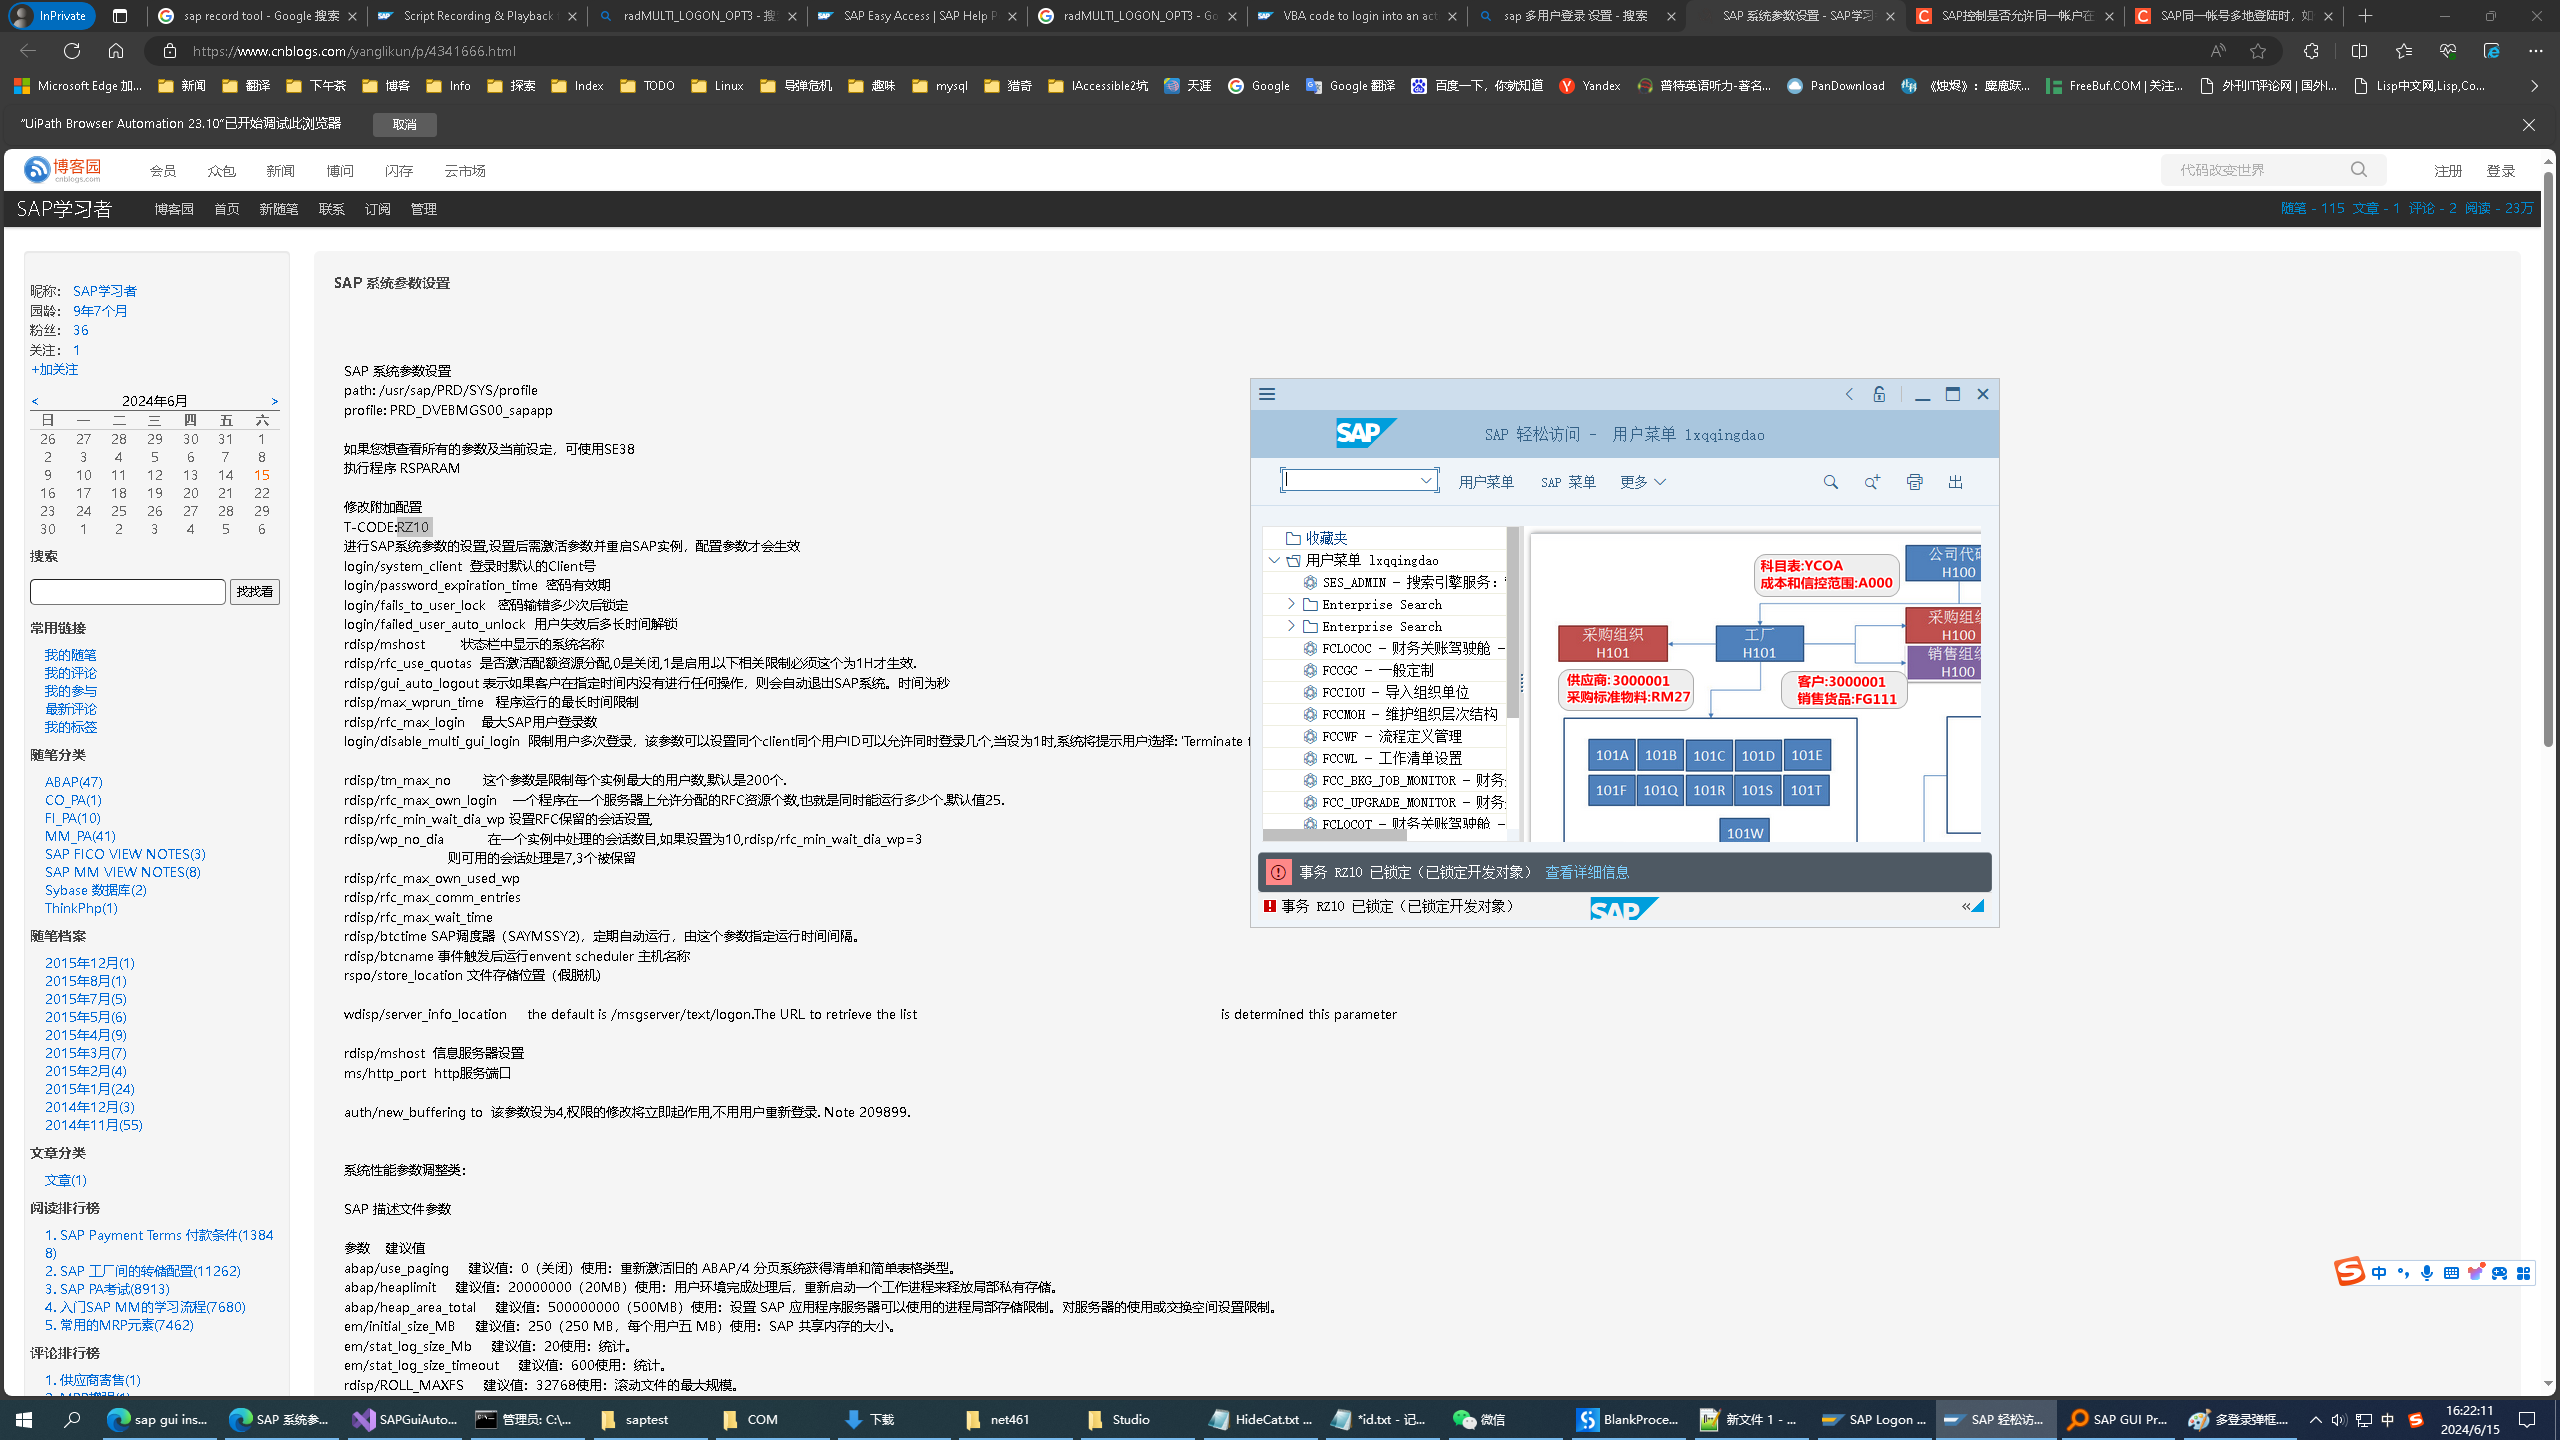 InPrivate
sap record tool - Google 搜索
Script Recording & Playback
radMULTI_LOGON_OPT3 - 搜
SAP Easy Access | SAP Help P
radMULTI_LOGON_OPT3 - Go
VBA code to login into an act
sap 多用户登录 设置 - 搜索
SAP 系统参数设置 - SAP学习
SAP控制是否允许同一帐户在
SAP同一帐号多地登陆时，如
https://www.cnblogs.com/yanglikun/p/4341666.html
Microsoft Edge 加...
新闻
翻译
下午茶
博客
Info
探索
Index
TODO
Linux
导弹危机
趣味
mysql
猎奇
IAccessible2坑
天涯
Google
Google 翻译
百度一下，你就知道
Yandex
普特英语听力-著名...
PanDownload
《烛烬》：麋鹿跃...
FreeBuf.COM | 关注...
外刊IT评论网 | 国外I...
Lisp中文网,Lisp,Co...
"UiPath Browser Automation 23.10"已开始调试此浏览器
取消
博客园
cnblogs.com
会员
众包
新闻
博问
闪存
云市场
代码改变世界
注册
登录
SAP学习者
博客园
首页
新随笔
联系
订阅
管理
随笔 - 115 文章 - 1 评论 - 2 阅读 - 23万
昵称： SAP学习者
园龄： 9年7个月
粉丝： 36
关注： 1
+加关注
< 2024年6月 >
日 一 二 三 四 五 六
26 27 28 29 30 31 1
2 3 4 5 6 7 8
9 10 11 12 13 14 15
16 17 18 19 20 21 22
23 24 25 26 27 28 29
30 1 2 3 4 5 6
搜索
找找看
常用链接
我的随笔
我的评论
我的参与
最新评论
我的标签
随笔分类
ABAP(47)
CO_PA(1)
FI_PA(10)
MM_PA(41)
SAP FICO VIEW NOTES(3)
SAP MM VIEW NOTES(8)
Sybase 数据库(2)
ThinkPhp(1)
随笔档案
2015年12月(1)
2015年8月(1)
2015年7月(5)
2015年5月(6)
2015年4月(9)
2015年3月(7)
2015年2月(4)
2015年1月(24)
2014年12月(3)
2014年11月(55)
文章分类
文章(1)
阅读排行榜
1. SAP Payment Terms 付款条件(1384
8)
2. SAP 工厂间的转储配置(11262)
3. SAP PA考试(8913)
4. 入门SAP MM的学习流程(7680)
5. 常用的MRP元素(7462)
评论排行榜
1. 供应商寄售(1)
SAP 系统参数设置
SAP 系统参数设置
path: /usr/sap/PRD/SYS/profile
profile: PRD_DVEBMGS00_sapapp
如果您想查看所有的参数及当前设定，可使用SE38
执行程序 RSPARAM
修改附加配置
T-CODE:RZ10
进行SAP系统参数的设置,设置后需激活参数并重启SAP实例，配置参数才会生效
login/system_client 登录时默认的Client号
login/password_expiration_time 密码有效期
login/fails_to_user_lock 密码输错多少次后锁定
login/failed_user_auto_unlock 用户失效后多长时间解锁
rdisp/mshost 状态栏中显示的系统名称
rdisp/rfc_use_quotas 是否激活配额资源分配,0是关闭,1是启用.以下相关限制必须这个为1H才生效.
rdisp/gui_auto_logout 表示如果客户在指定时间内没有进行任何操作，则会自动退出SAP系统。时间为秒
rdisp/max_wprun_time 程序运行的最长时间限制
rdisp/rfc_max_login 最大SAP用户登录数
login/disable_multi_gui_login 限制用户多次登录，该参数可以设置同个client同个用户ID可以允许同时登录几个,当设为1时,系统将提示用户选择: 'Terminate t
rdisp/tm_max_no 这个参数是限制每个实例最大的用户数,默认是200个.
rdisp/rfc_max_own_login 一个程序在一个服务器上允许分配的RFC资源个数,也就是同时能运行多少个.默认值25.
rdisp/rfc_min_wait_dia_wp 设置RFC保留的会话设置,
rdisp/wp_no_dia 在一个实例中处理的会话数目,如果设置为10,rdisp/rfc_min_wait_dia_wp=3
则可用的会话处理是7,3个被保留
rdisp/rfc_max_own_used_wp
rdisp/rfc_max_comm_entries
rdisp/rfc_max_wait_time
rdisp/btctime SAP调度器（SAYMSSY2)，定期自动运行，由这个参数指定运行时间间隔。
rdisp/btcname 事件触发后运行envent scheduler 主机名称
rspo/store_location 文件存储位置（假脱机）
wdisp/server_info_location the default is /msgserver/text/logon.The URL to retrieve the list is determined this parameter
rdisp/mshost 信息服务器设置
ms/http_port http服务端口
auth/new_buffering to 该参数设为4,权限的修改将立即起作用,不用用户重新登录. Note 209899.
系统性能参数调整类：
SAP 描述文件参数
参数 建议值
abap/use_paging 建议值：0（关闭）使用：重新激活旧的 ABAP/4 分页系统获得清单和简单表格类型。
abap/heaplimit 建议值：20000000（20MB）使用：用户环境完成处理后，重新启动一个工作进程来释放局部私有存储。
abap/heap_area_total 建议值：500000000（500MB）使用：设置 SAP 应用程序服务器可以使用的进程局部存储限制。对服务器的使用或交换空间设置限制。
em/initial_size_MB 建议值：250（250 MB，每个用户五 MB）使用：SAP 共享内存的大小。
em/stat_log_size_Mb 建议值：20使用：统计。
em/stat_log_size_timeout 建议值：600使用：统计。
rdisp/ROLL_MAXFS 建议值：32768使用：滚动文件的最大规模。
SAP
SAP 轻松访问 - 用户菜单 lxqqingdao
用户菜单
SAP 菜单
更多
出
收藏夹
用户菜单 lxqqingdao
SES_ADMIN - 搜索引擎服务：
Enterprise Search
Enterprise Search
FCLOCOC - 财务关账驾驶舱 -
FCCGC - 一般定制
FCCIOU - 导入组织单位
FCCMOH - 维护组织层次结构
FCCWF - 流程定义管理
FCCWL - 工作清单设置
FCC_BKG_JOB_MONITOR - 财务
FCC_UPGRADE_MONITOR - 财务
FCLOCOT - 财务关账驾驶舱 -
公司代码
H100
科目表:YCOA
成本和信控范围:A000
采购组织
H101
工厂
H101
采购组织
H100
销售组织
H100
供应商:3000001
采购标准物料:RM27
客户:3000001
销售货品:FG111
101A 101B 101C 101D 101E
101F 101Q 101R 101S 101T
101W
事务 RZ10 已锁定（已锁定开发对象） 查看详细信息
事务 RZ10 已锁定（已锁定开发对象）
SAP
中
sap gui ins...
SAP 系统参...
SAPGuiAuto...
管理员: C:\...
saptest
COM
下载
net461
Studio
HideCat.txt ...
*id.txt - 记...
微信
BlankProce...
新文件 1 - ...
SAP Logon ...
SAP 轻松访...
SAP GUI Pr...
多登录弹框....
中
16:22:11
2024/6/15